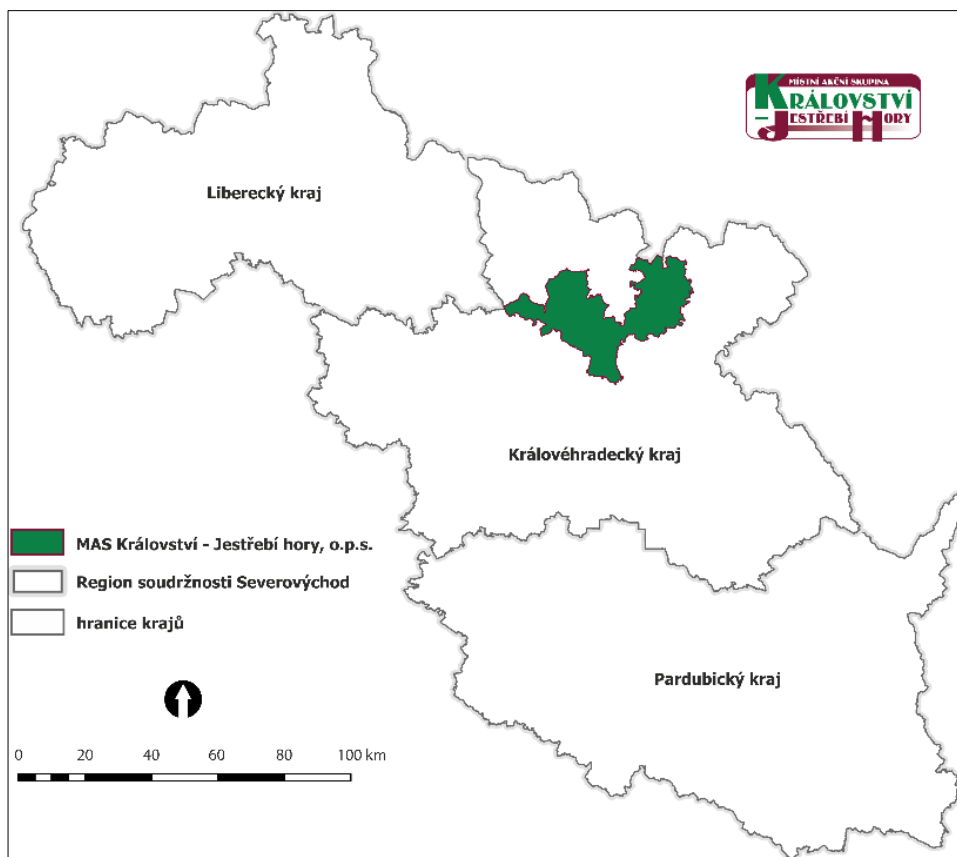 MÍSTNÍ AKČNÍ SKUPINA
KRÁLOVSTVÍ
– JESTŘEBÍ HORY
Liberecký kraj
Královéhradecký kraj
MAS Království - Jestřebí hory, o.p.s.
Region soudržnosti Severovýchod
hranice krajů
Pardubický kraj
0 20 40 60 80 100 km